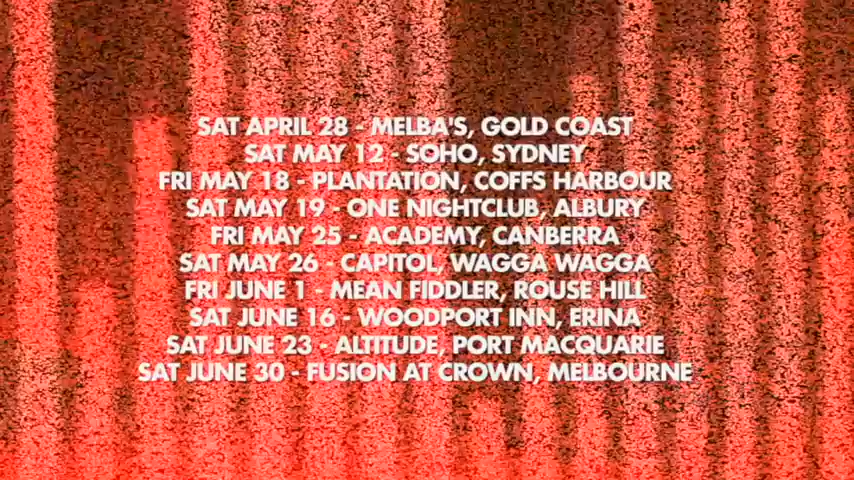 SAT APRIL 28 - MELBA'S, GOLD COAST
SAT MAY 12 - SOHO, SYDNEY
FRI MAY 18 - PLANTATION, COFFS HARBOUR
SAT MAY 19 - ONE NIGHTCLUB, ALBURY
FRI MAY 25 - ACADEMY, CANBERRA
SAT MAY 26 - CAPITOL, WAGGA WAGGA
FRI JUNE 1 - MEAN FIDDLER, ROUSE HILL
SAT JUNE 16 - WOODPORT INN, ERINA
SAT JUNE 23 - ALTITUDE, PORT MACQUARIE
SAT JUNE 30 - FUSION AT CROWN, MELBOURNE